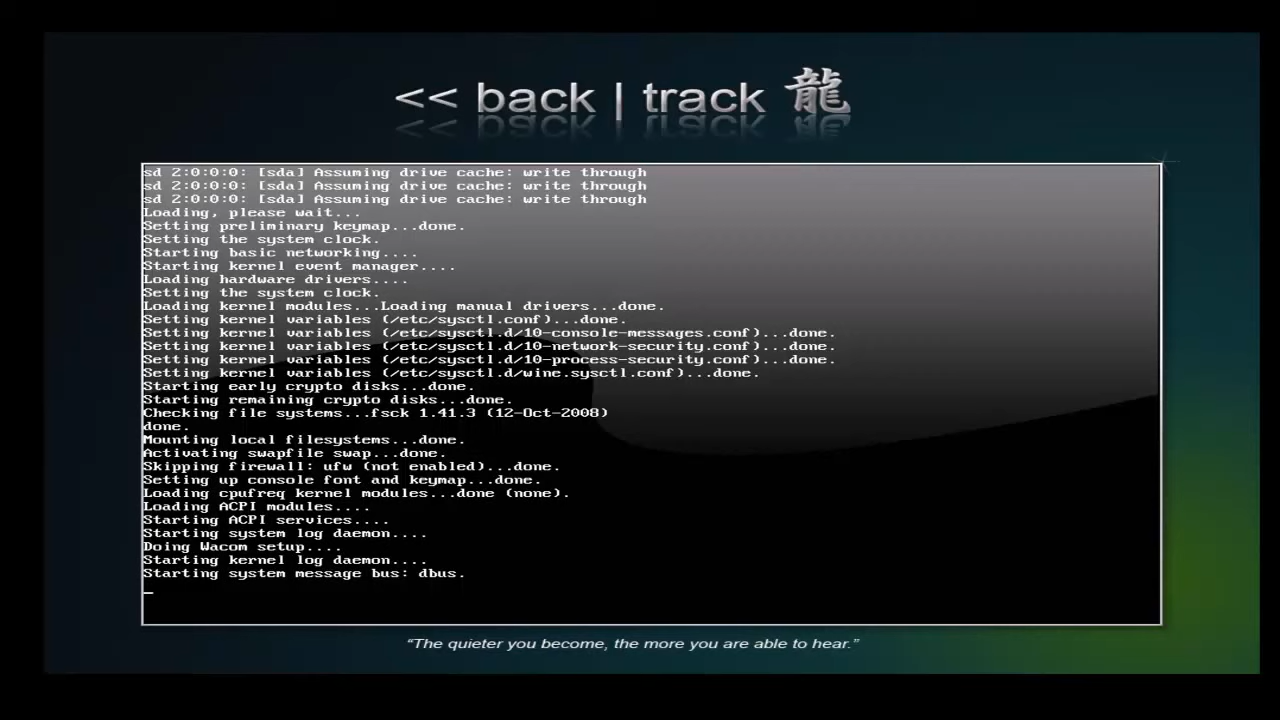 << back | track 龍
sd 2:0:0:0: [sda] Assuming drive cache: write through
sd 2:0:0:0: [sda] Assuming drive cache: write through
sd 2:0:0:0: [sda] Assuming drive cache: write through
Loading, please wait...
Setting preliminary keymap...done.
Setting the system clock.
Starting basic networking....
Starting kernel event manager....
Loading hardware drivers....
Setting the system clock.
Loading kernel modules...Loading manual drivers...done.
Setting kernel variables (/etc/sysctl.conf)...done.
Setting kernel variables (/etc/sysctl.d/10-console-messages.conf)...done.
Setting kernel variables (/etc/sysctl.d/10-network-security.conf)...done.
Setting kernel variables (/etc/sysctl.d/10-process-security.conf)...done.
Setting kernel variables (/etc/sysctl.d/wine.sysctl.conf)...done.
Starting early crypto disks...done.
Starting remaining crypto disks...done.
Checking file systems...fsck 1.41.3 (12-Oct-2008)
done.
Mounting local filesystems...done.
Activating swapfile swap...done.
Skipping firewall: ufw (not enabled)...done.
Setting up console font and keymap...done.
Loading cpufreq kernel modules...done (none).
Loading ACPI modules....
Starting ACPI services....
Starting system log daemon....
Doing Wacom setup....
Starting kernel log daemon....
Starting system message bus: dbus.
“The quieter you become, the more you are able to hear.”